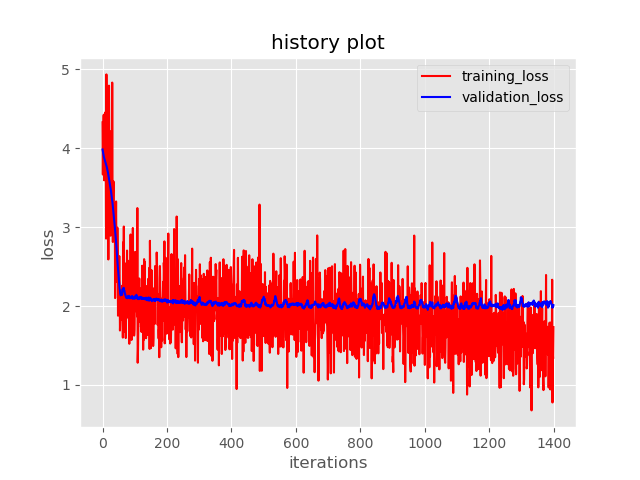 history plot
training_loss
validation_loss
5
4
3
2
1
loss
0 200 400 600 800 1000 1200 1400
iterations